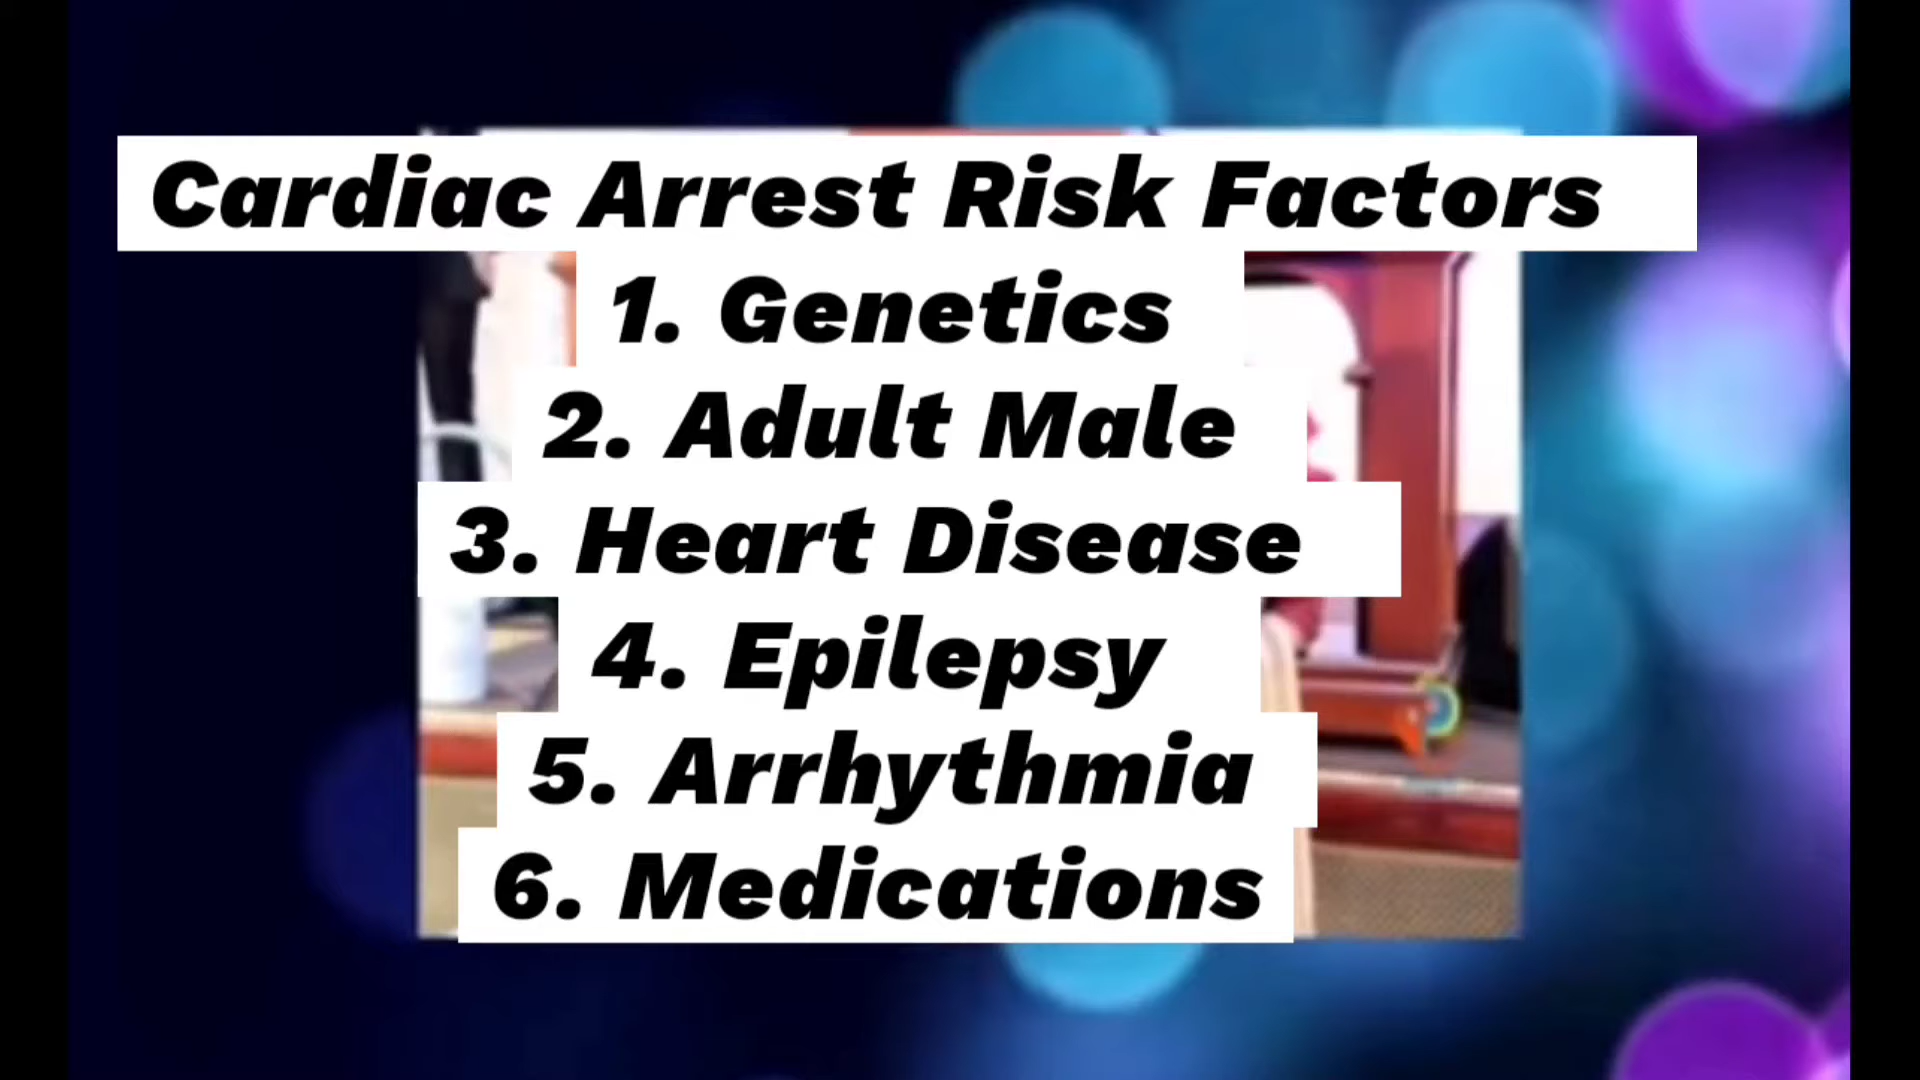 Cardiac Arrest Risk Factors
1. Genetics
2. Adult Male
3. Heart Disease
4. Epilepsy
5. Arrhythmia
6. Medications